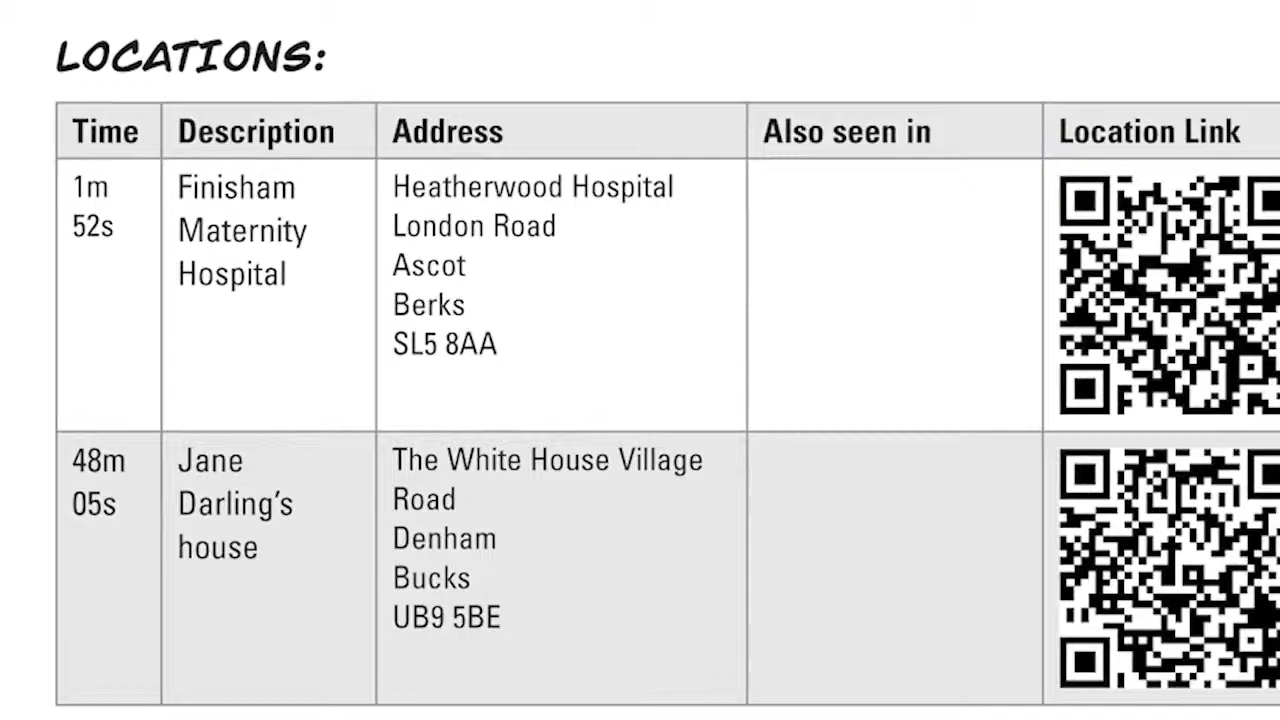 LOCATIONS:
Time Description Address Also seen in Location Link
1m
52s
Finisham
Maternity
Hospital
Heatherwood Hospital
London Road
Ascot
Berks
SL5 8AA
48m
05s
Jane
Darling's
house
The White House Village
Road
Denham
Bucks
UB9 5BE